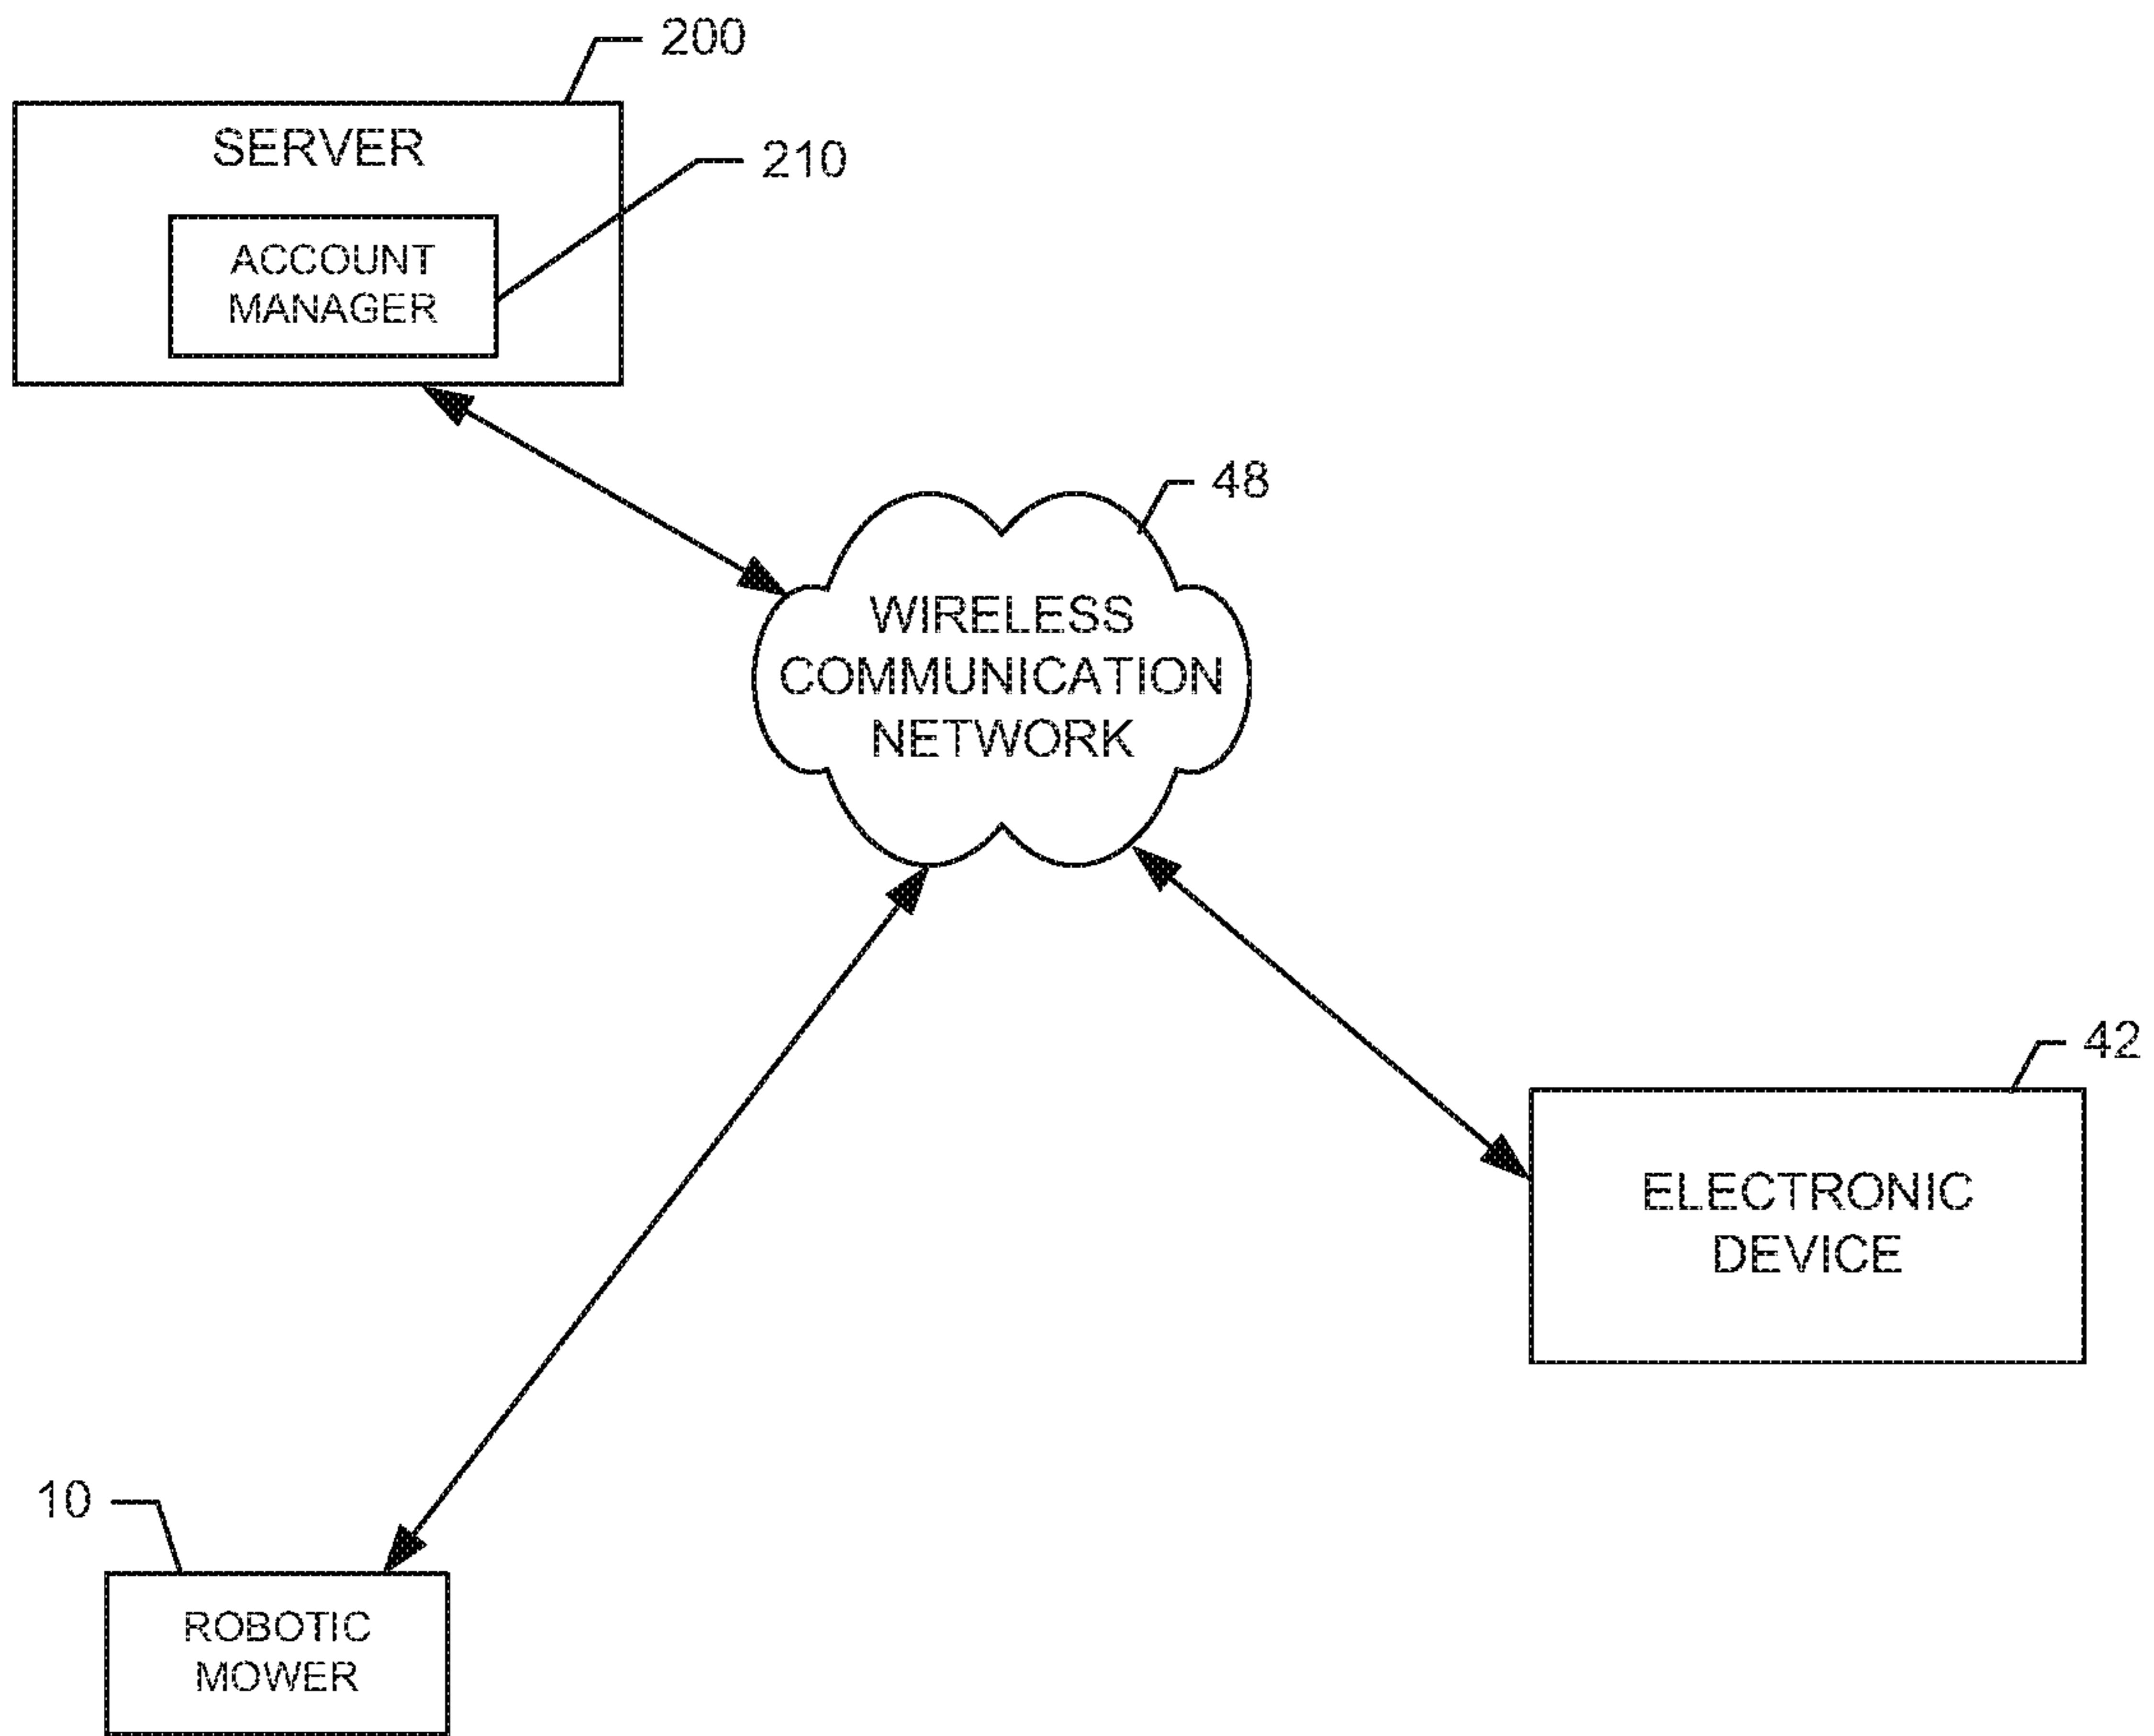 200
SERVER
210
ACCOUNT
MANAGER
48
WIRELESS
COMMUNICATION
NETWORK
42
ELECTRONIC
DEVICE
10
ROBOTIC
MOWER